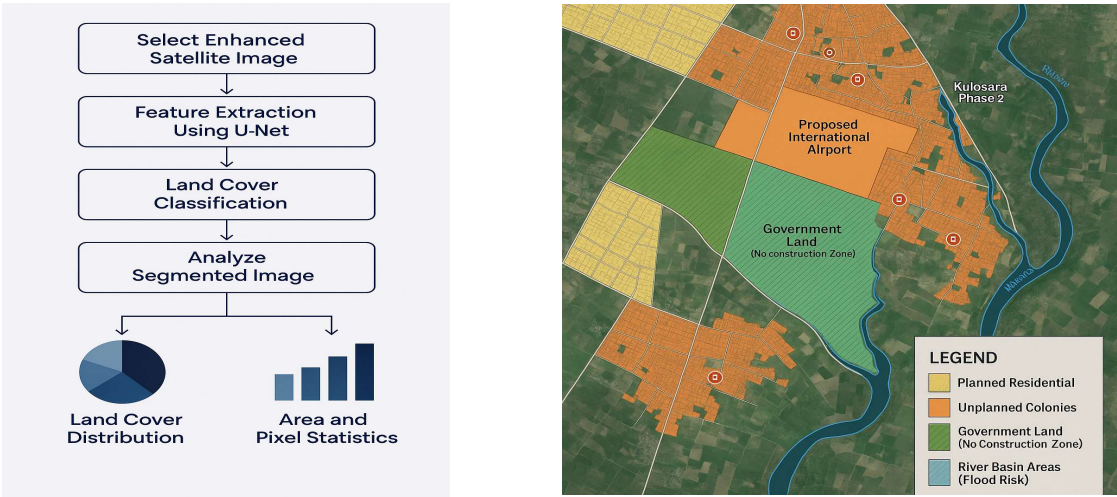 Select Enhanced
Satellite Image
Feature Extraction
Using U-Net
Land Cover
Classification
Analyze
Segmented Image
Land Cover
Distribution
Area and
Pixel Statistics
Kulosara
Phase 2
Proposed
International
Airport
Government
Land
(No construction Zone)
LEGEND
Planned Residential
Unplanned Colonies
Government Land
(No Construction Zone)
River Basin Areas
(Flood Risk)